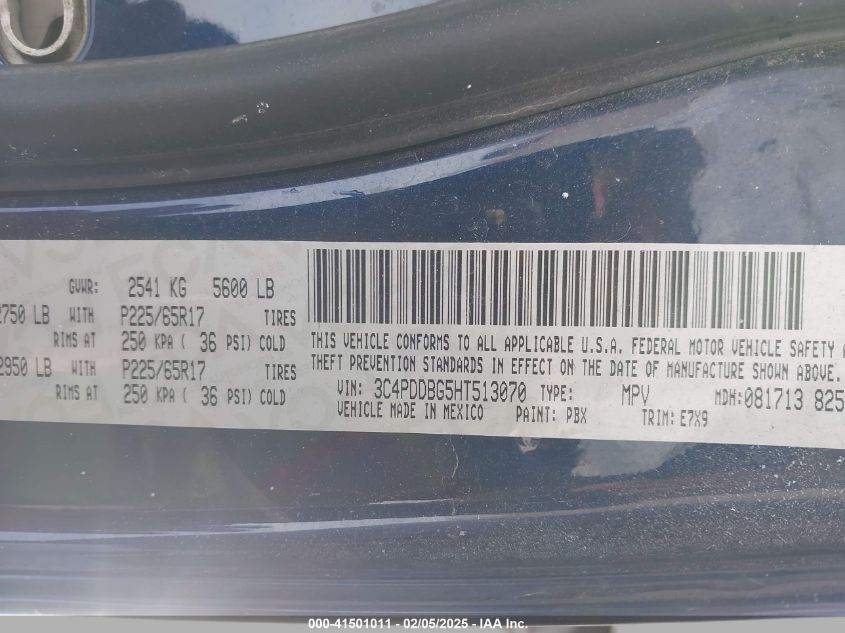 GVWR: 2541 KG 5600 LB
2750 LB WITH P225/65R17 TIRES
RIMS AT 250 KPA ( 36 PSI) COLD
2950 LB WITH P225/65R17 TIRES
RIMS AT 250 KPA ( 36 PSI) COLD
THIS VEHICLE CONFORMS TO ALL APPLICABLE U.S.A. FEDERAL MOTOR VEHICLE SAFETY
THEFT PREVENTION STANDARDS IN EFFECT ON THE DATE OF MANUFACTURE SHOWN ABOVE.
VIN: 3C4PDDBG5HT513070 TYPE: MPV MDH: 081713 825
VEHICLE MADE IN MEXICO PAINT: PBX TRIM: E7X9
000-41501011 - 02/05/2025 - IAA Inc.